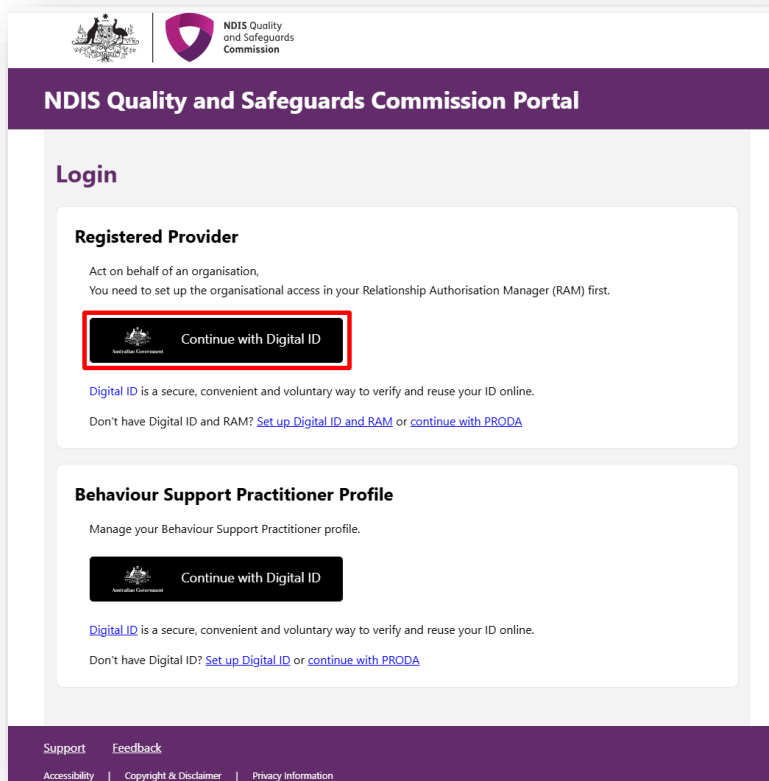 NDIS Quality
and Safeguards
Commission
NDIS Quality and Safeguards Commission Portal
Login
Registered Provider
Act on behalf of an organisation,
You need to set up the organisational access in your Relationship Authorisation Manager (RAM) first.
Australian Government
Continue with Digital ID
Digital ID is a secure, convenient and voluntary way to verify and reuse your ID online.
Don't have Digital ID and RAM? Set up Digital ID and RAM or continue with PRODA
Behaviour Support Practitioner Profile
Manage your Behaviour Support Practitioner profile.
Australian Government
Continue with Digital ID
Digital ID is a secure, convenient and voluntary way to verify and reuse your ID online.
Don't have Digital ID? Set up Digital ID or continue with PRODA
Support Feedback
Accessibility | Copyright & Disclaimer | Privacy Information